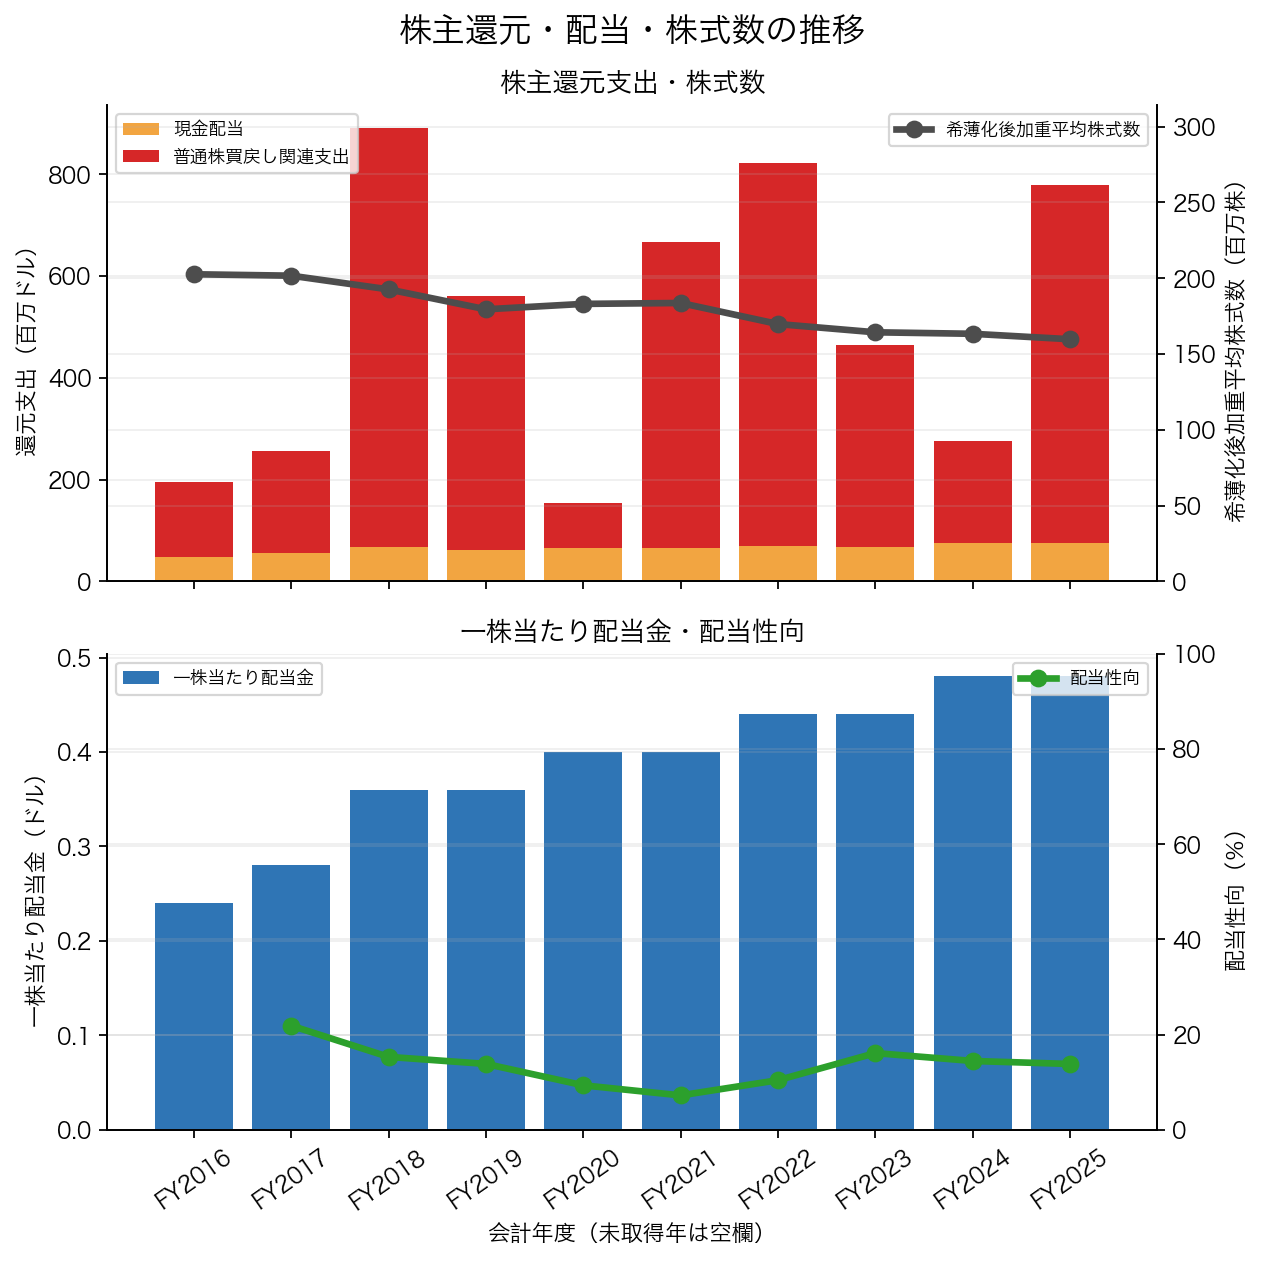 株主還元・配当・株式数の推移
株主還元支出・株式数
現金配当
普通株買戻し関連支出
希薄化後加重平均株式数
還元支出（百万ドル）
800
600
400
200
0
300
250
200
150
100
50
0
希薄化後加重平均株式数（百万株）
一株当たり配当金・配当性向
一株当たり配当金
配当性向
一株当たり配当金（ドル）
0.5
0.4
0.3
0.2
0.1
0.0
100
80
60
40
20
0
配当性向（%）
FY2016
FY2017
FY2018
FY2019
FY2020
FY2021
FY2022
FY2023
FY2024
FY2025
会計年度（未取得年は空欄）